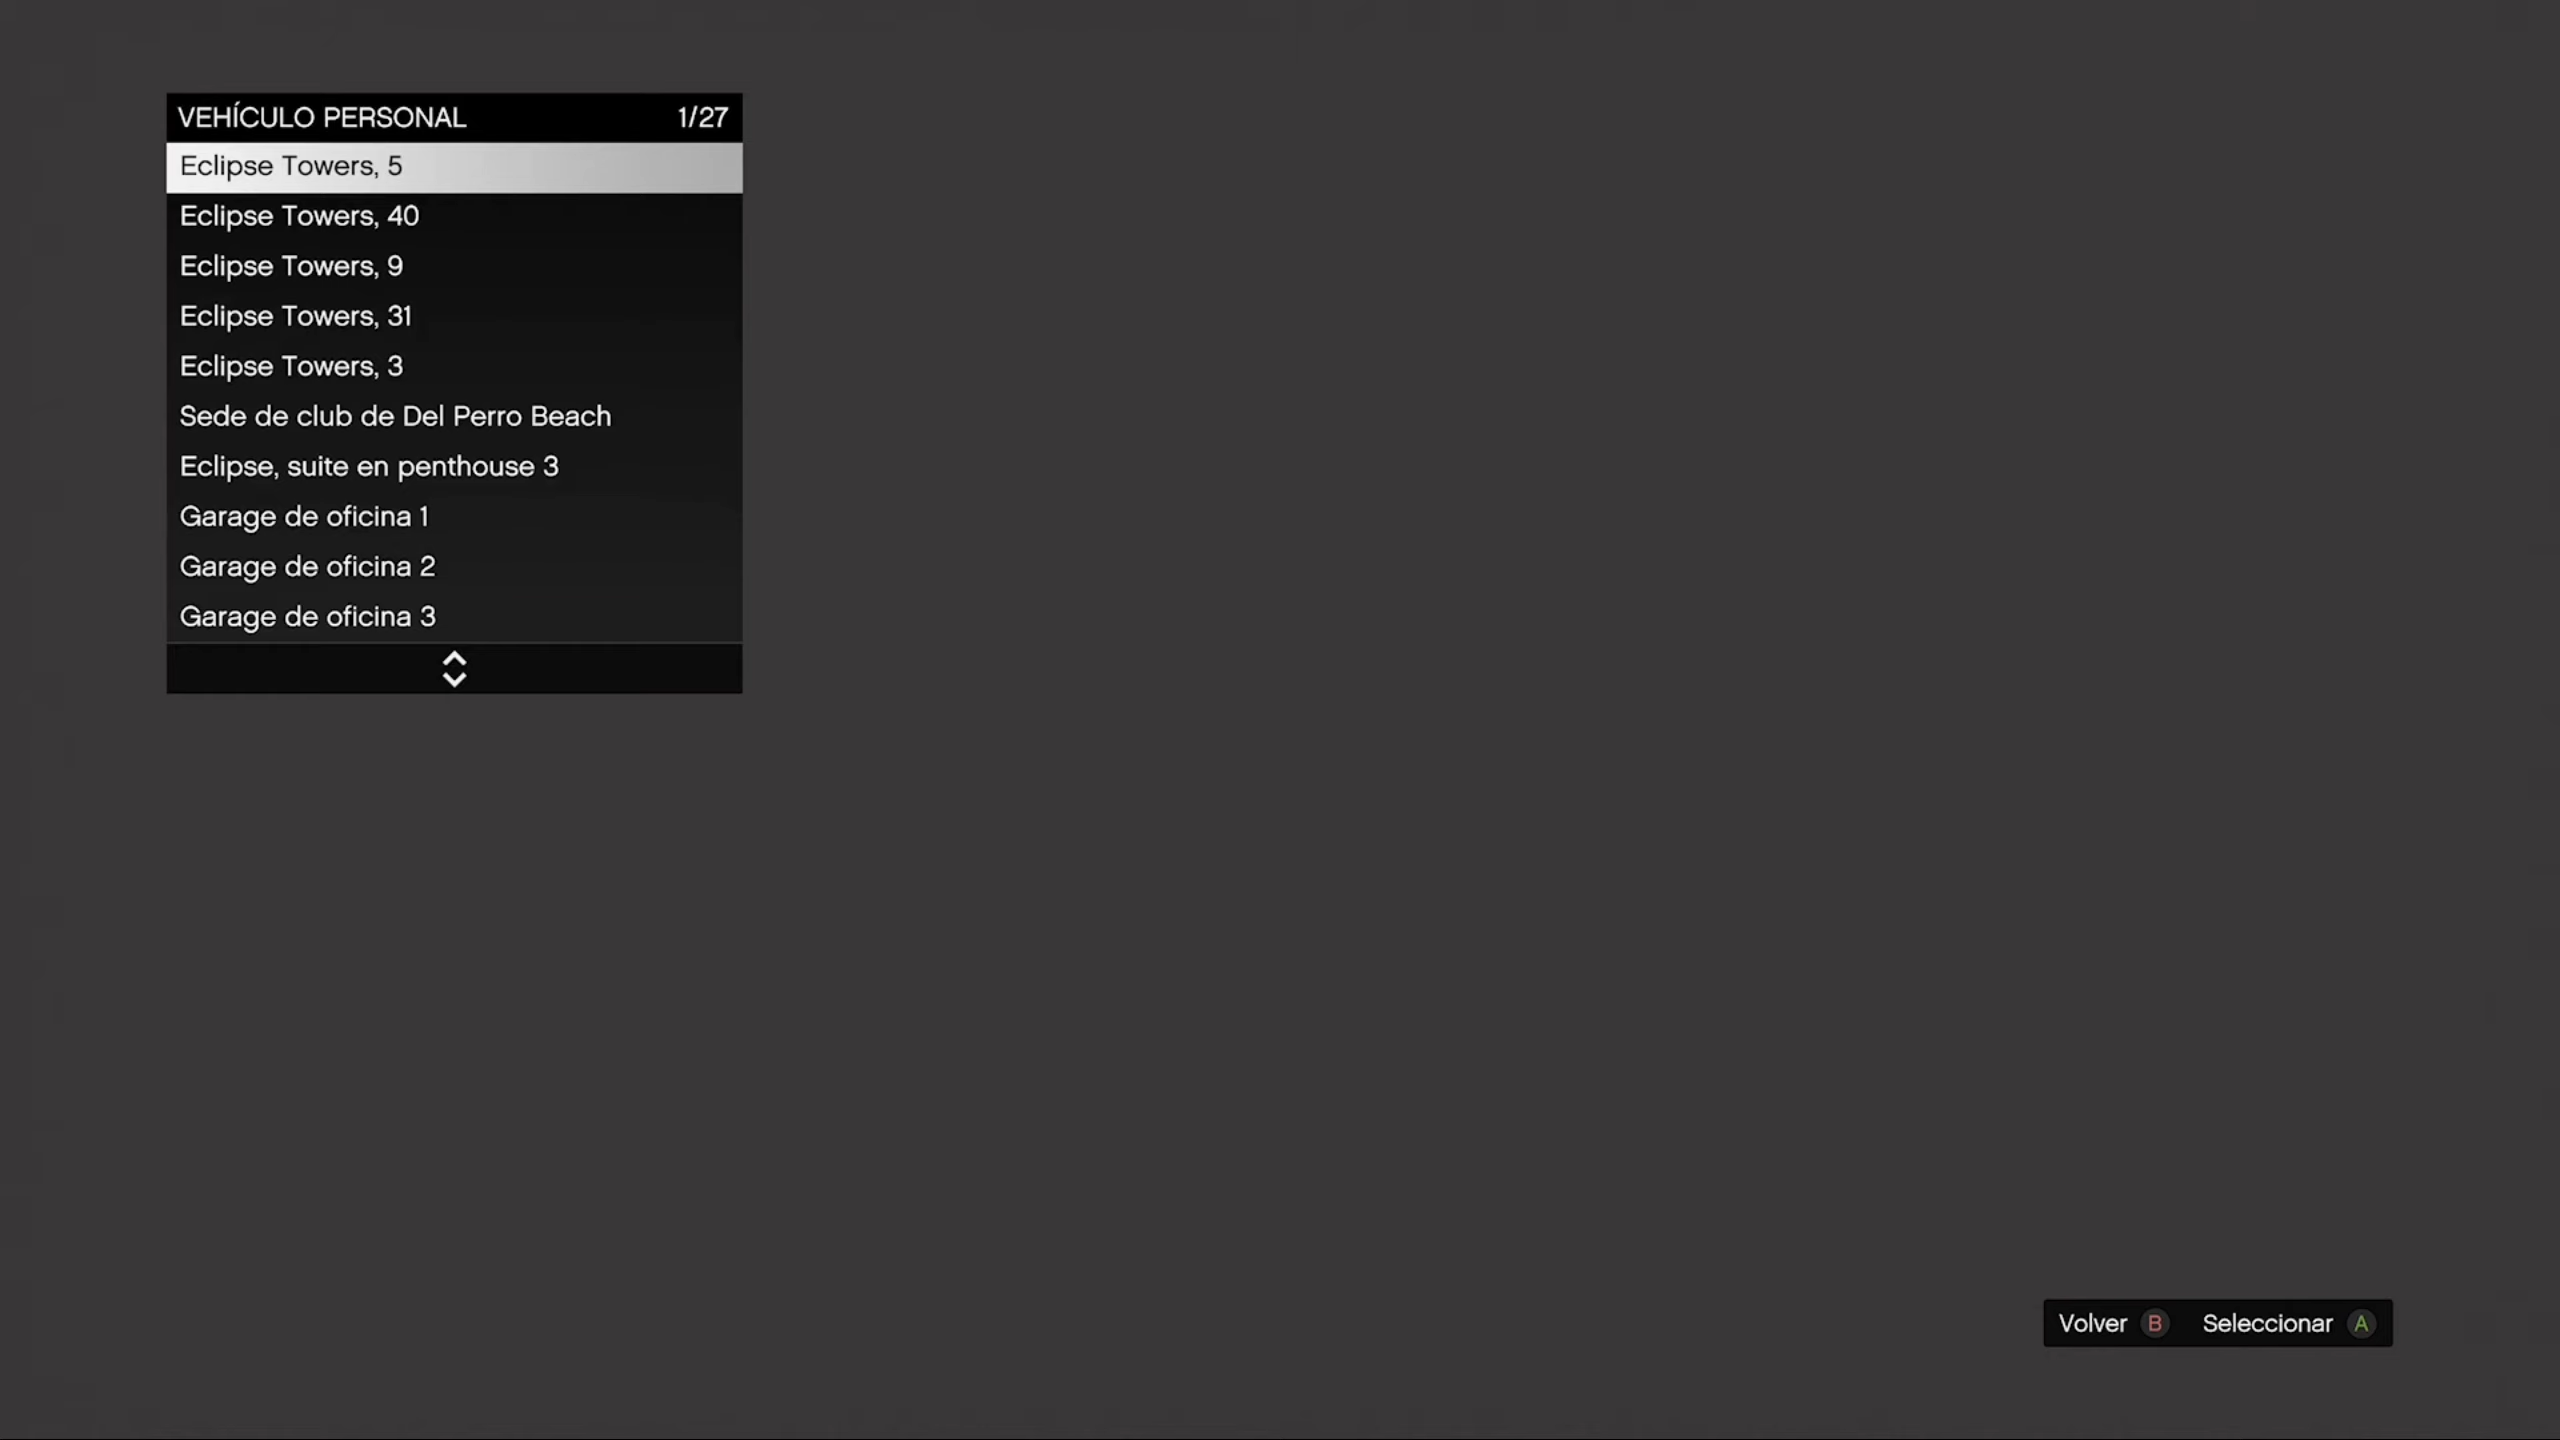 VEHÍCULO PERSONAL 1/27
Eclipse Towers, 5
Eclipse Towers, 40
Eclipse Towers, 9
Eclipse Towers, 31
Eclipse Towers, 3
Sede de club de Del Perro Beach
Eclipse, suite en penthouse 3
Garage de oficina 1
Garage de oficina 2
Garage de oficina 3
Volver B Seleccionar A